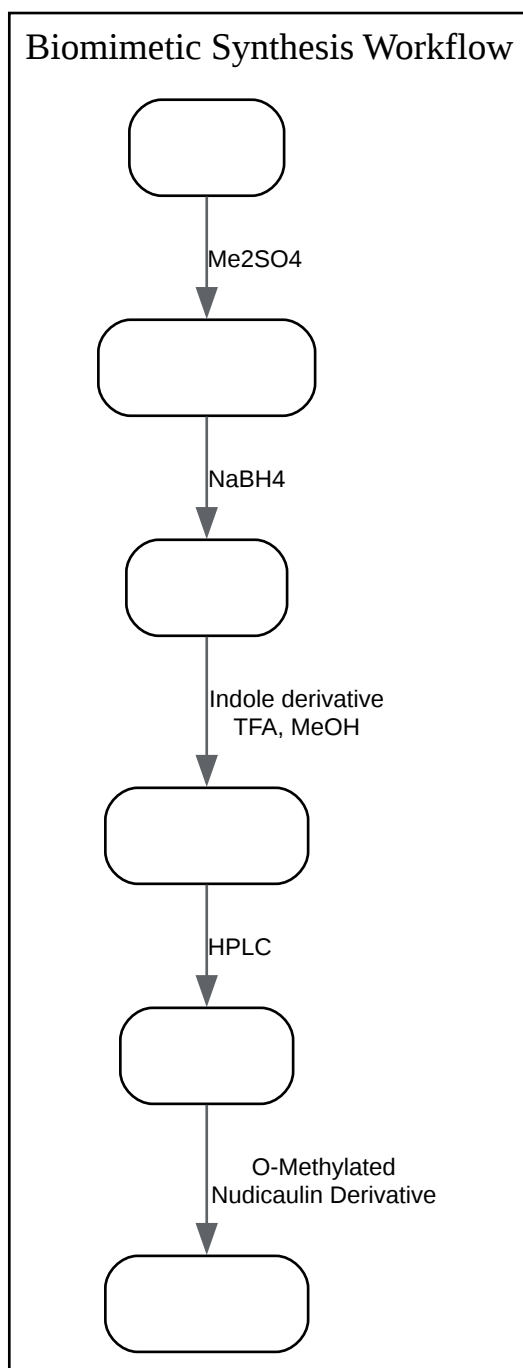 Biomimetic Synthesis Workflow
Me2SO4
NaBH4
Indole derivative
TFA, MeOH
HPLC
O-Methylated
Nudicaulin Derivative